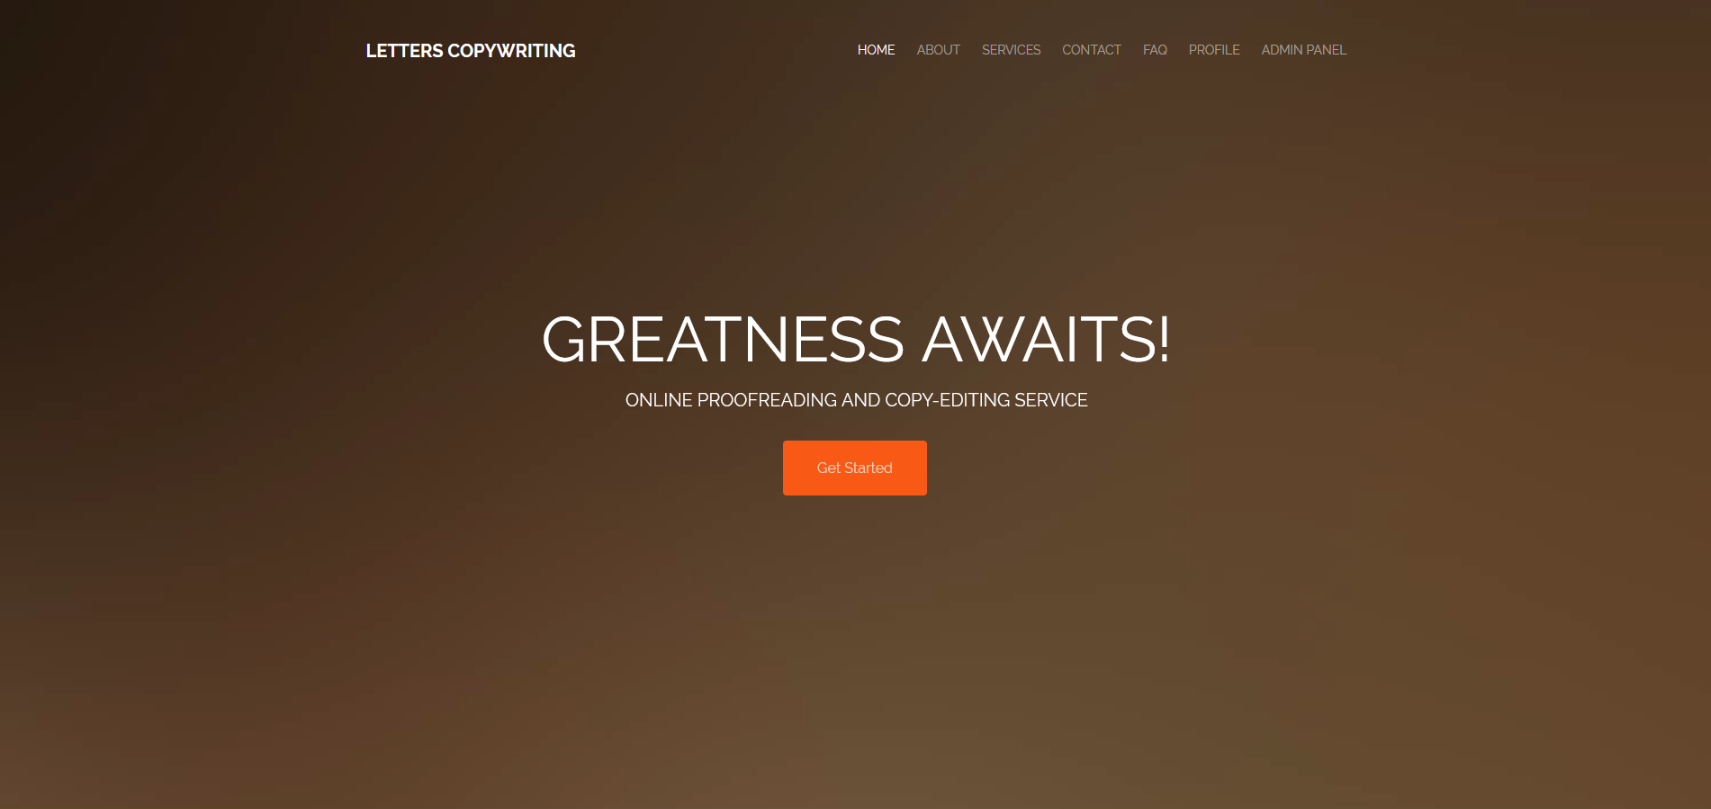 LETTERS COPYWRITING
HOME ABOUT SERVICES CONTACT FAQ PROFILE ADMIN PANEL
GREATNESS AWAITS!
ONLINE PROOFREADING AND COPY-EDITING SERVICE
Get Started